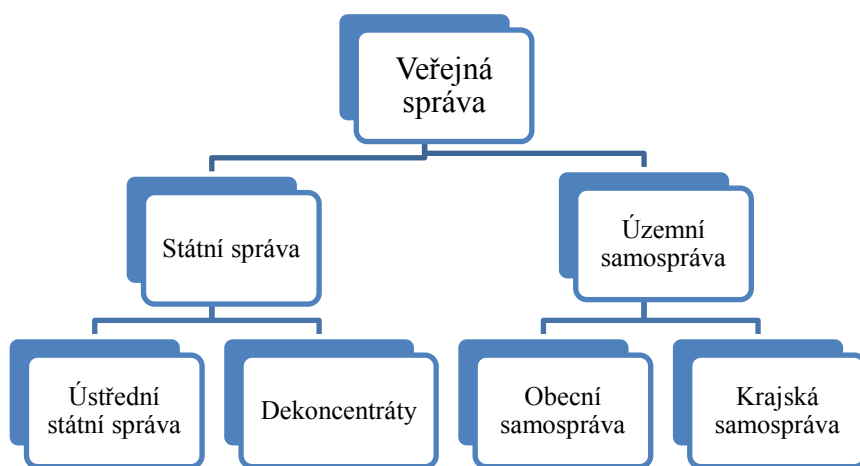 Veřejná
správa
Státní správa
Územní
samospráva
Ústřední
státní správa
Dekoncentráty
Obecní
samospráva
Krajská
samospráva